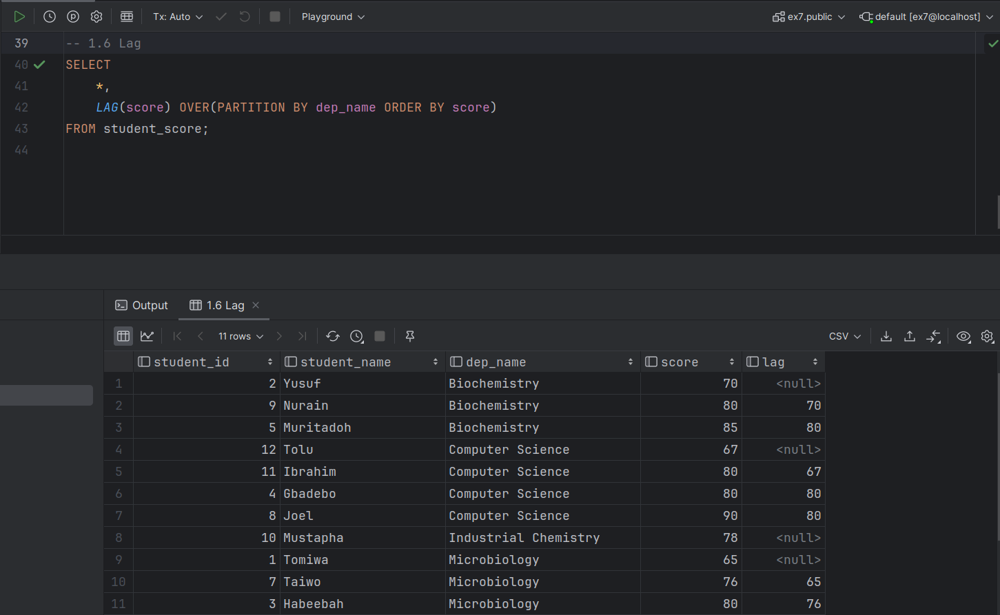 Tx: Auto Playground ex7.public default [ex7@localhost]
39 -- 1.6 Lag
40 SELECT
41 *,
42 LAG(score) OVER(PARTITION BY dep_name ORDER BY score)
43 FROM student_score;
44
Output 1.6 Lag
11 rows CSV
student_id student_name dep_name score lag
1 2 Yusuf Biochemistry 70 <null>
2 9 Nurain Biochemistry 80 70
3 5 Muritadoh Biochemistry 85 80
4 12 Tolu Computer Science 67 <null>
5 11 Ibrahim Computer Science 80 67
6 4 Gbadebo Computer Science 80 80
7 8 Joel Computer Science 90 80
8 10 Mustapha Industrial Chemistry 78 <null>
9 1 Tomiwa Microbiology 65 <null>
10 7 Taiwo Microbiology 76 65
11 3 Habeebah Microbiology 80 76